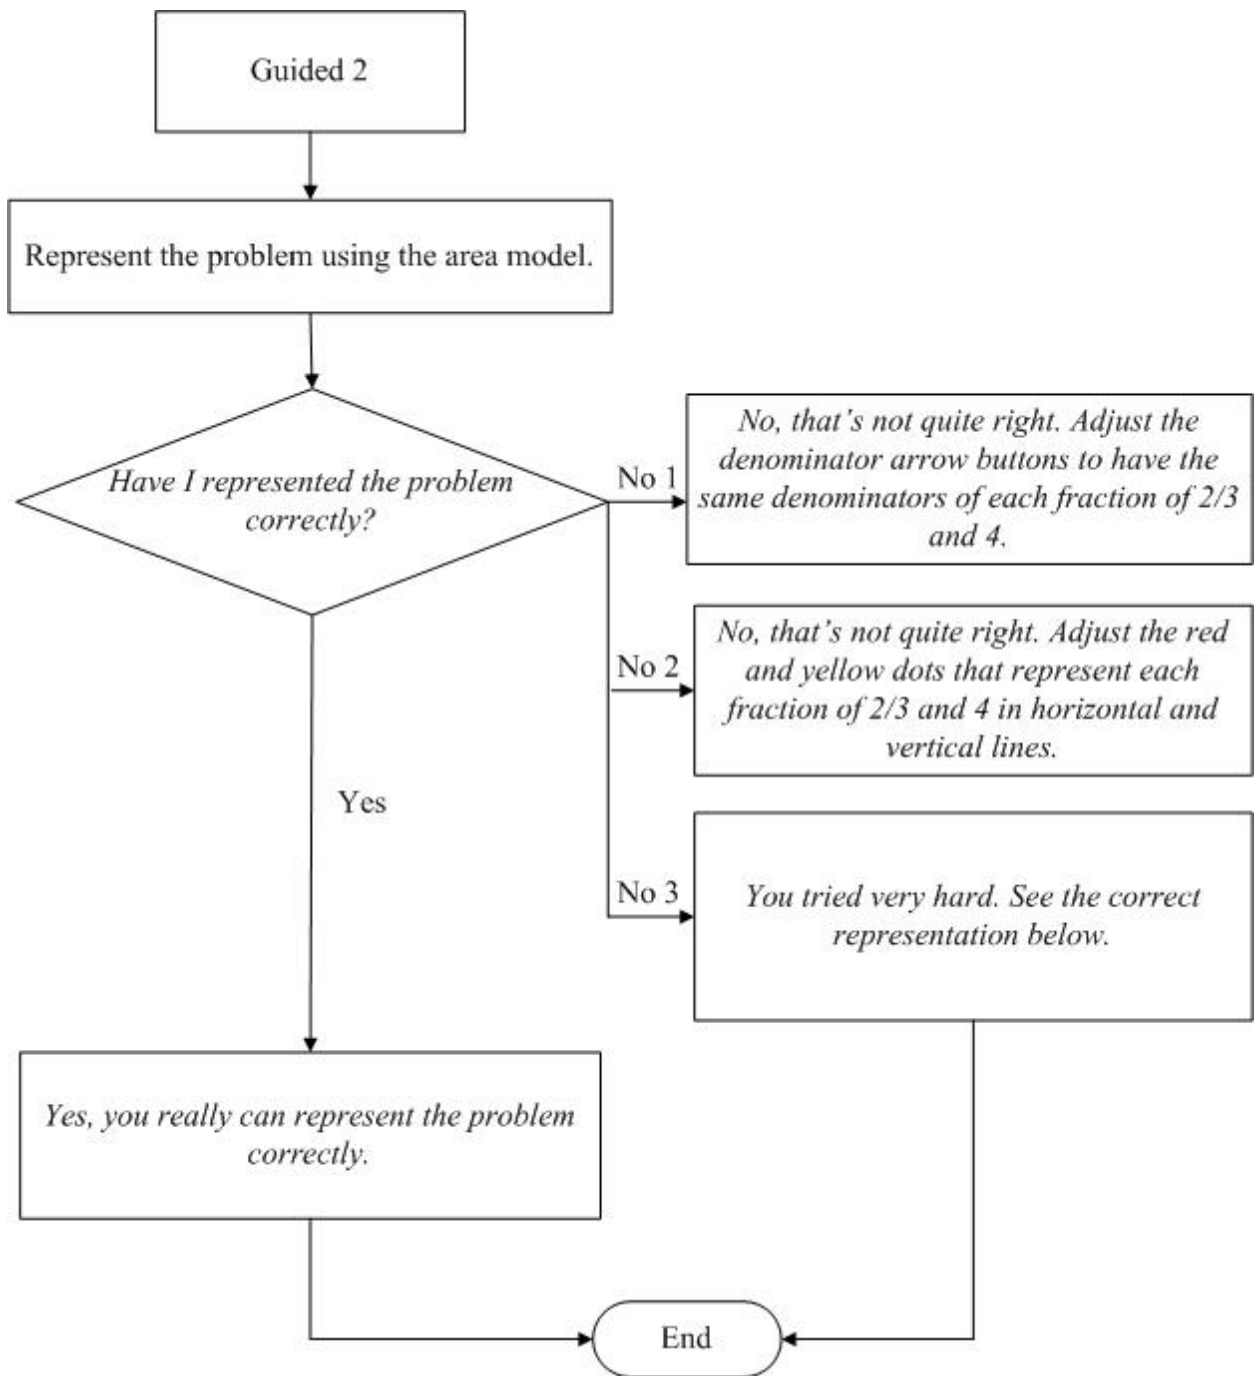 Guided 2
Represent the problem using the area model.
Have I represented the problem
correctly?
No 1
No, that’s not quite right. Adjust the
denominator arrow buttons to have the
same denominators of each fraction of 2/3
and 4.
No 2
No, that’s not quite right. Adjust the red
and yellow dots that represent each
fraction of 2/3 and 4 in horizontal and
vertical lines.
Yes
No 3
You tried very hard. See the correct
representation below.
Yes, you really can represent the problem
correctly.
End